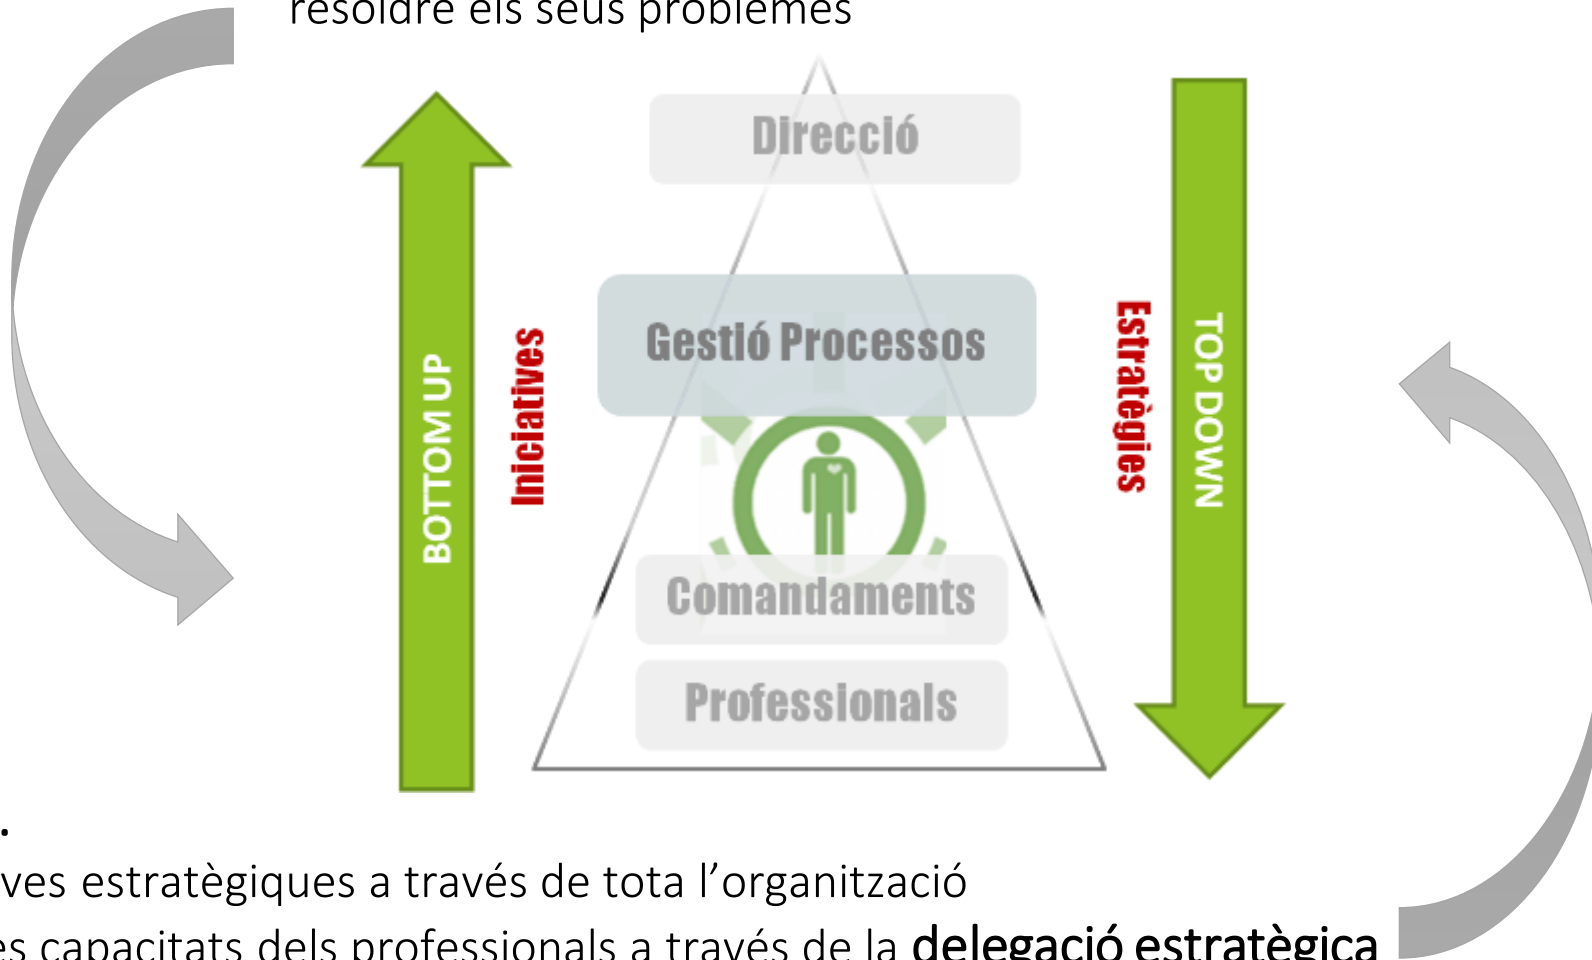 resoldre els seus problemes
Direcció
Gestió Processos
Comandaments
Professionals
BOTTOM UP
Iniciatives
Estratègies
TOP DOWN
.
ves estratègiques a través de tota l’organització
es capacitats dels professionals a través de la delegació estratègica